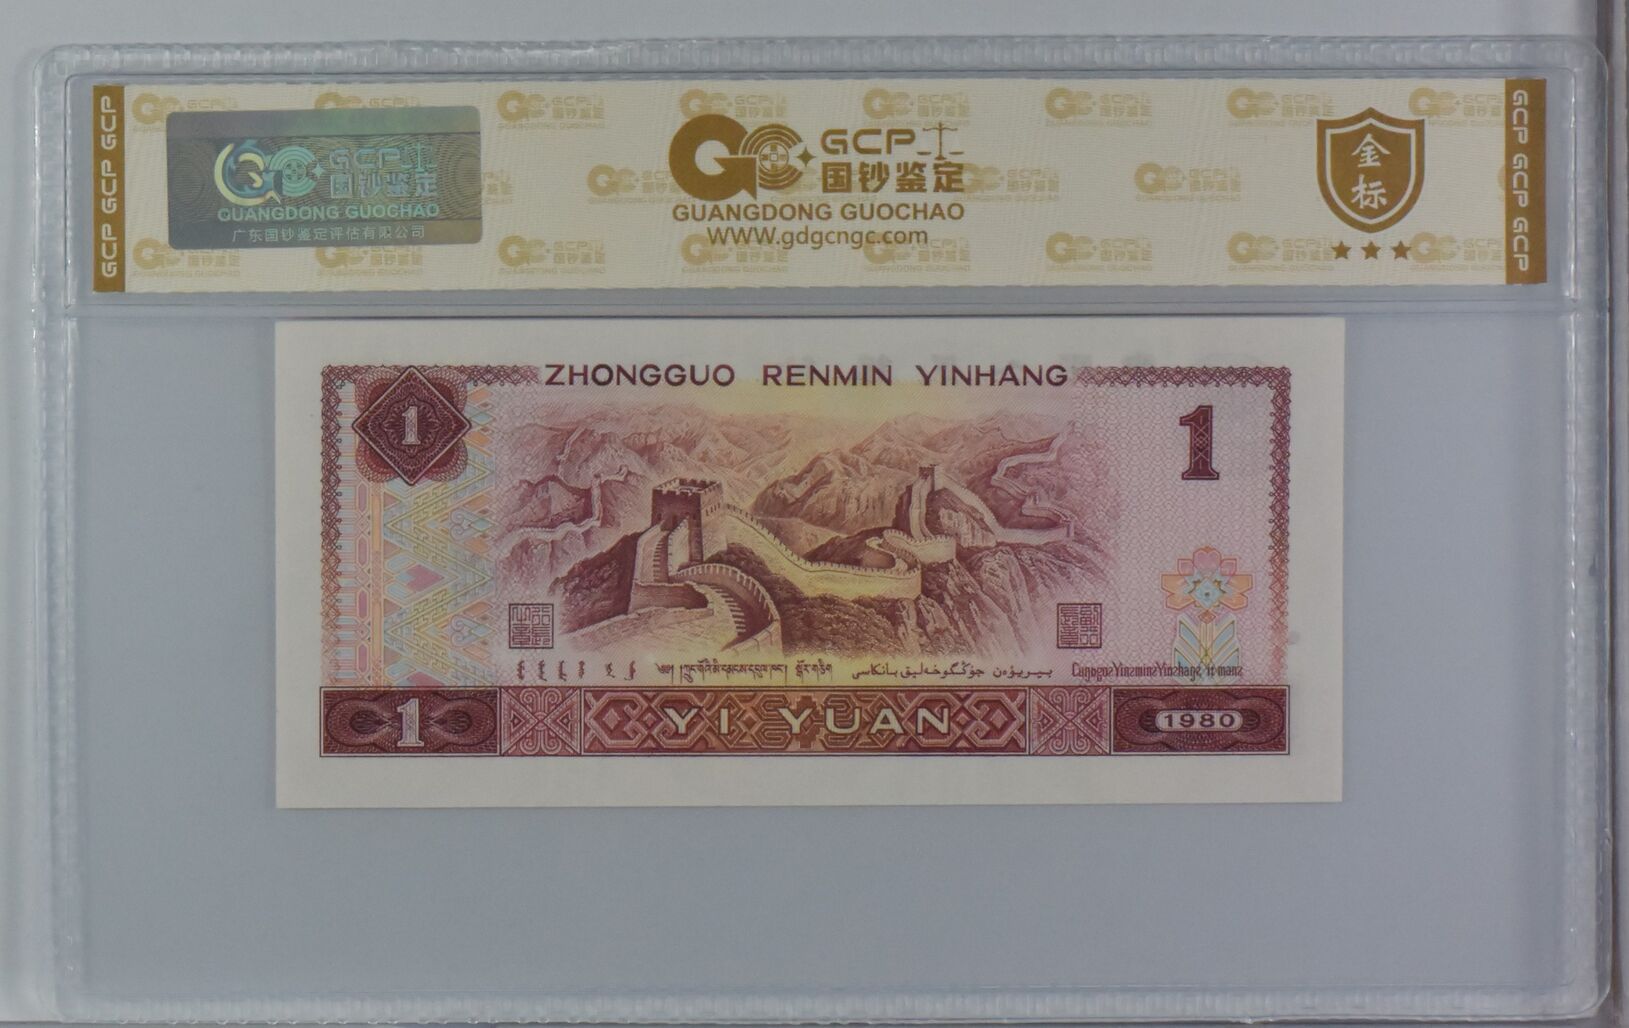 GCP GCP GCP
GCP
国钞鉴定
GUANGDONG GUOCHAO
广东国钞鉴定评估有限公司
GCP
国钞鉴定
GUANGDONG GUOCHAO
WWW.gdgcngc.com
金
标
GCP GCP GCP
ZHONGGUO RENMIN YINHANG
1
1
1
YI YUAN
1980